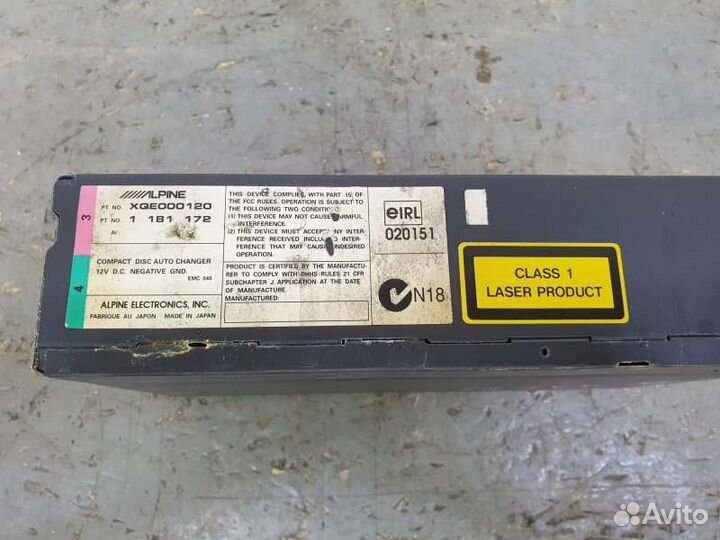 3
4
ALPINE
PT NO. XQE000120
PT NO. 1 181 172
AI
COMPACT DISC AUTO CHANGER
12V D.C. NEGATIVE GND.
EMC 040
ALPINE ELECTRONICS, INC.
FABRIQUE AU JAPON MADE IN JAPAN
THIS DEVICE COMPLIES WITH PART 15 OF
THE FCC RULES. OPERATION IS SUBJECT TO
THE FOLLOWING TWO CONDITIONS:
(1) THIS DEVICE MAY NOT CAUSE HARMFUL
INTERFERENCE.
(2) THIS DEVICE MUST ACCEPT ANY INTER-
FERENCE RECEIVED INCLUDING INTER-
FERENCE THAT MAY CAUSE UNDESIRED
OPERATION.
PRODUCT IS CERTIFIED BY THE MANUFACTU-
RER TO COMPLY WITH DHHS RULES 21 CFR
SUBCHAPTER J APPLICATION AT THE DATE
OF MANUFACTURE.
MANUFACTURED:
eIRL
020151
N18
CLASS 1
LASER PRODUCT
Avito